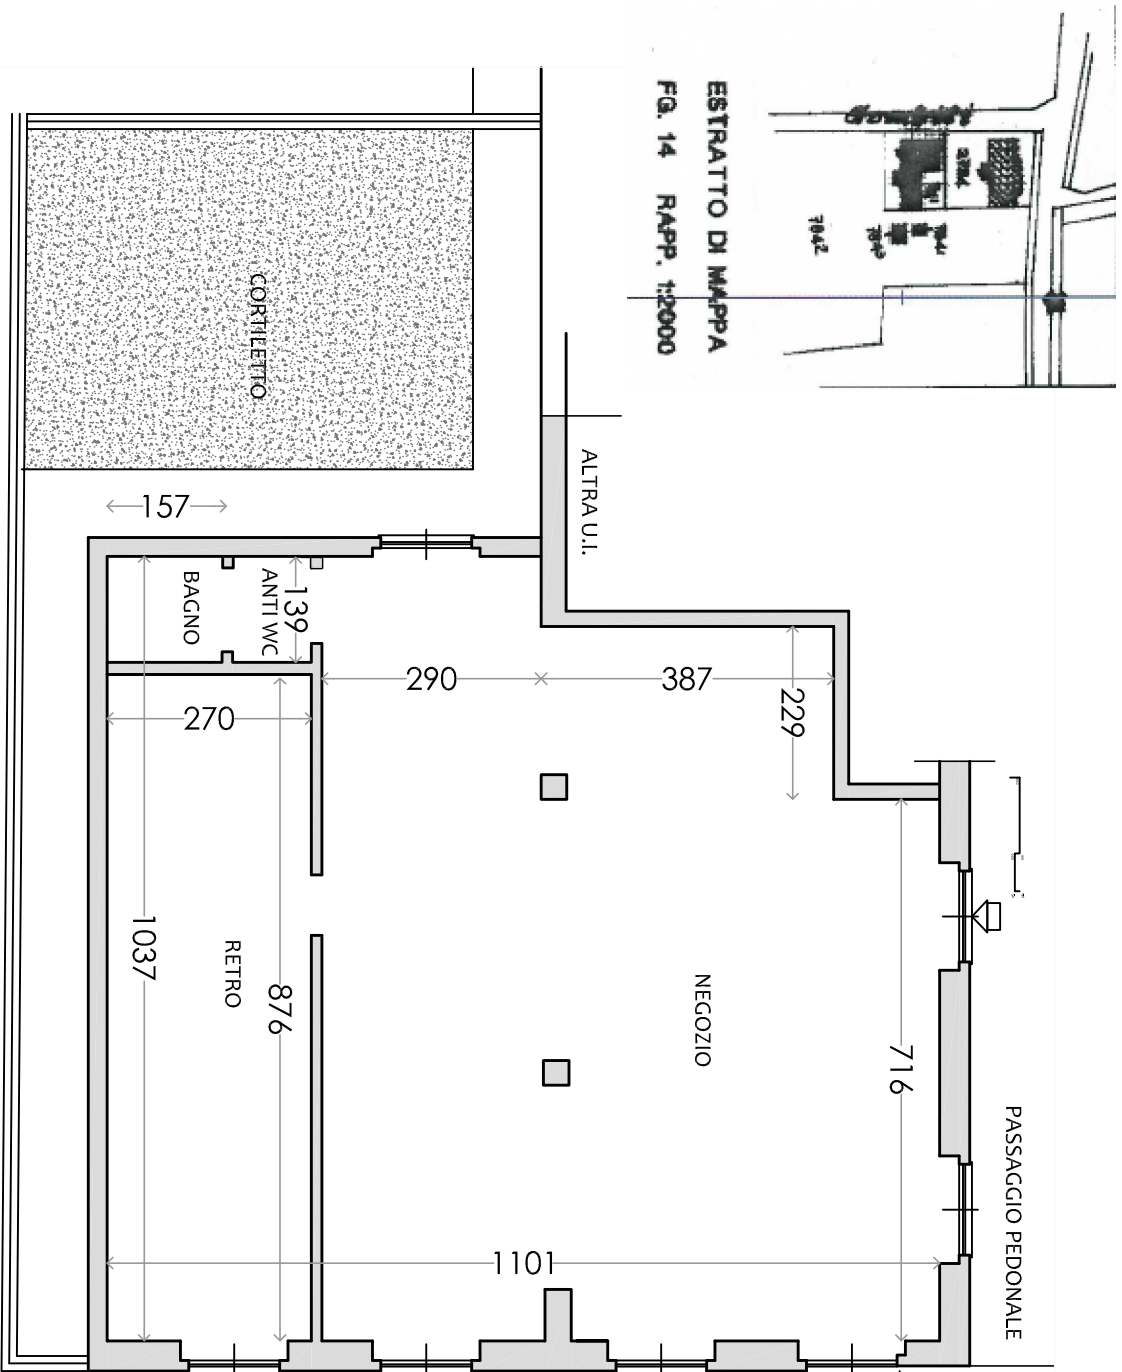 ESTRATTO DI MAPPA
FG. 14 RAPP. 1:2000
7842
CORTILETTO
ALTRA U.I.
157
BAGNO
ANTI WC
139
290
387
229
270
1037
RETRO
876
NEGOZIO
716
1101
PASSAGGIO PEDONALE